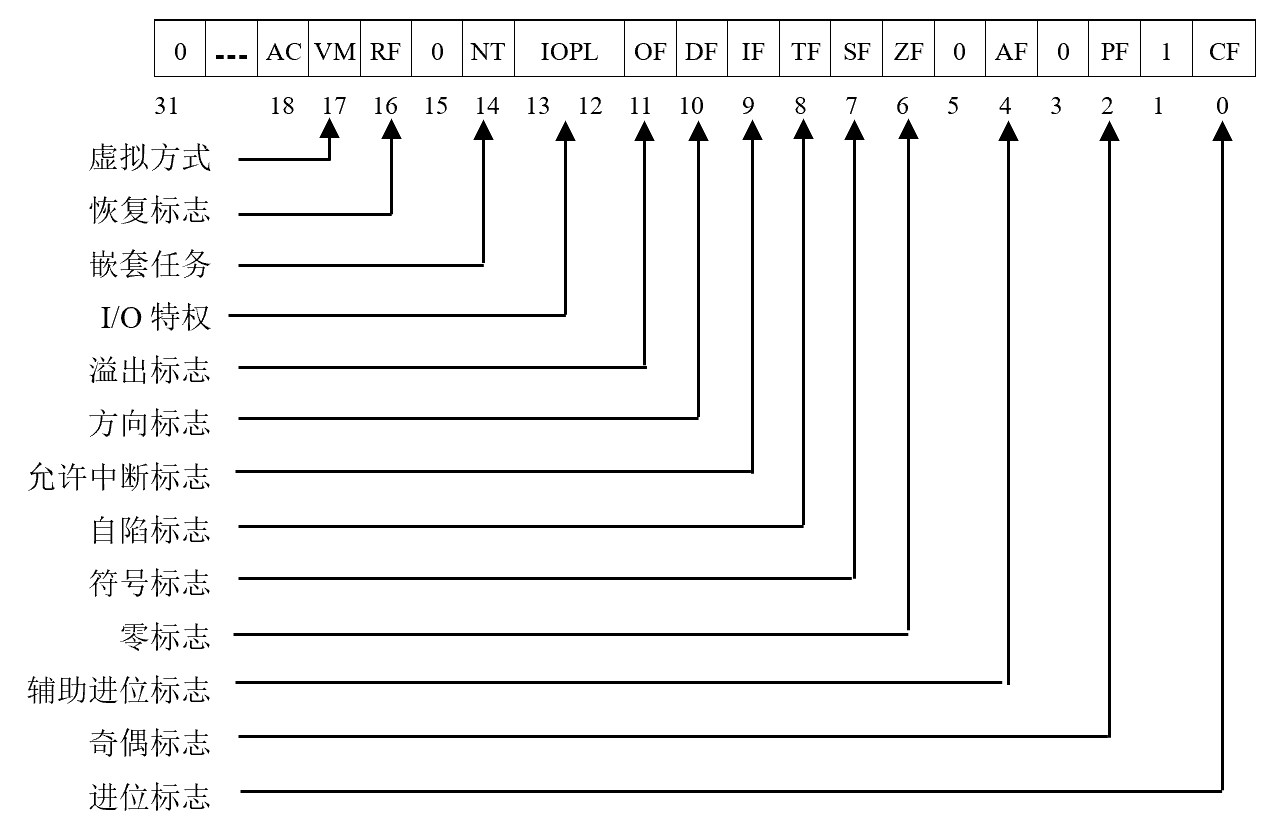 0 --- AC VM RF 0 NT IOPL OF DF IF TF SF ZF 0 AF 0 PF 1 CF
31 18 17 16 15 14 13 12 11 10 9 8 7 6 5 4 3 2 1 0
虚拟方式
恢复标志
嵌套任务
I/O 特权
溢出标志
方向标志
允许中断标志
自陷标志
符号标志
零标志
辅助进位标志
奇偶标志
进位标志